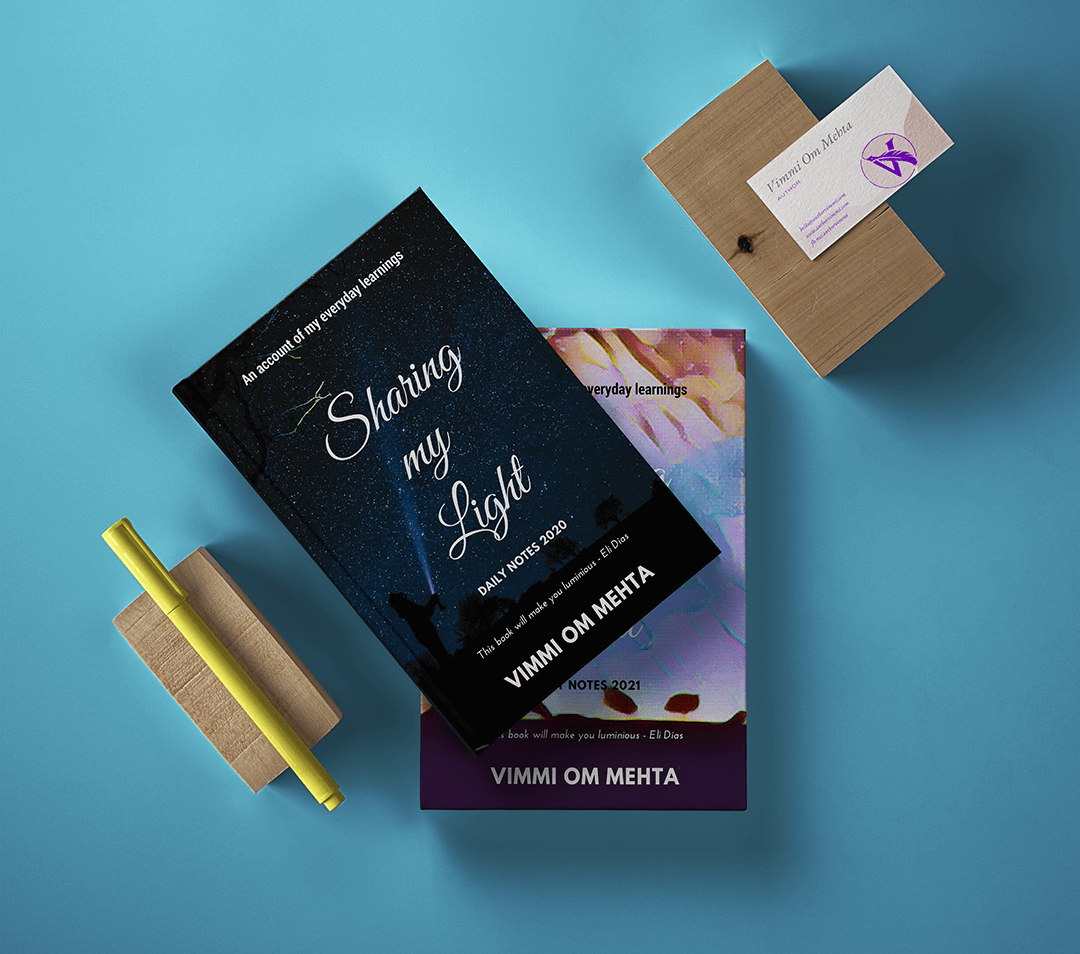 An account of my everyday learnings
Sharing
my
Light
DAILY NOTES 2020
This book will make you luminious - Eli Dias
VIMMI OM MEHTA
everyday learnings
NOTES 2021
book will make you luminious - Eli Dias
VIMMI OM MEHTA
Vimmi Om Mehta
AUTHOR